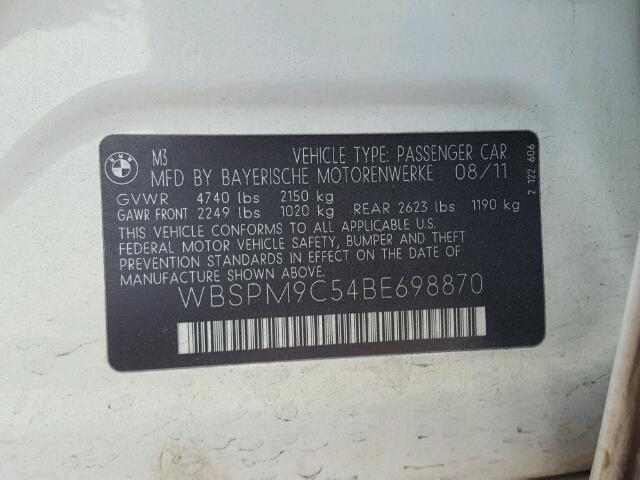 BMW
M3 VEHICLE TYPE: PASSENGER CAR
MFD BY BAYERISCHE MOTORENWERKE 08/11
GVWR 4740 lbs 2150 kg
GAWR FRONT 2249 lbs 1020 kg REAR 2623 lbs 1190 kg
THIS VEHICLE CONFORMS TO ALL APPLICABLE U.S.
FEDERAL MOTOR VEHICLE SAFETY, BUMPER AND THEFT
PREVENTION STANDARDS IN EFFECT ON THE DATE OF
MANUFACTURE SHOWN ABOVE.
WBSPM9C54BE698870
2 122 606